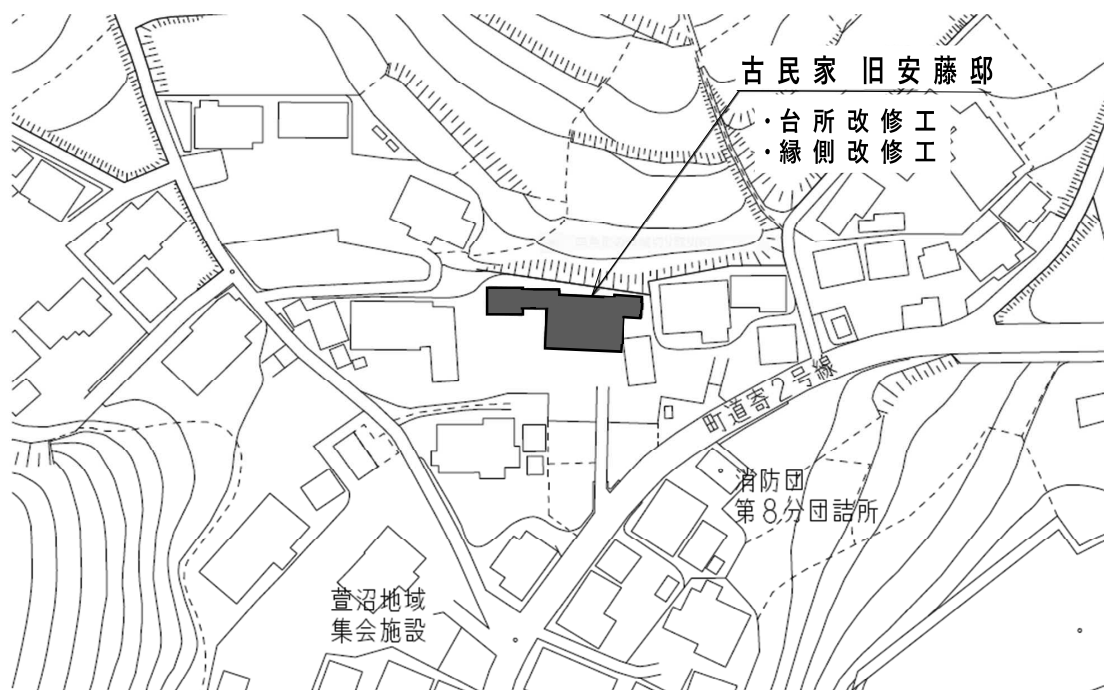 古民家 旧安藤邸
・台所改修工
・縁側改修工
町道寄2号線
消防団
第8分団詰所
萱沼地域
集会施設